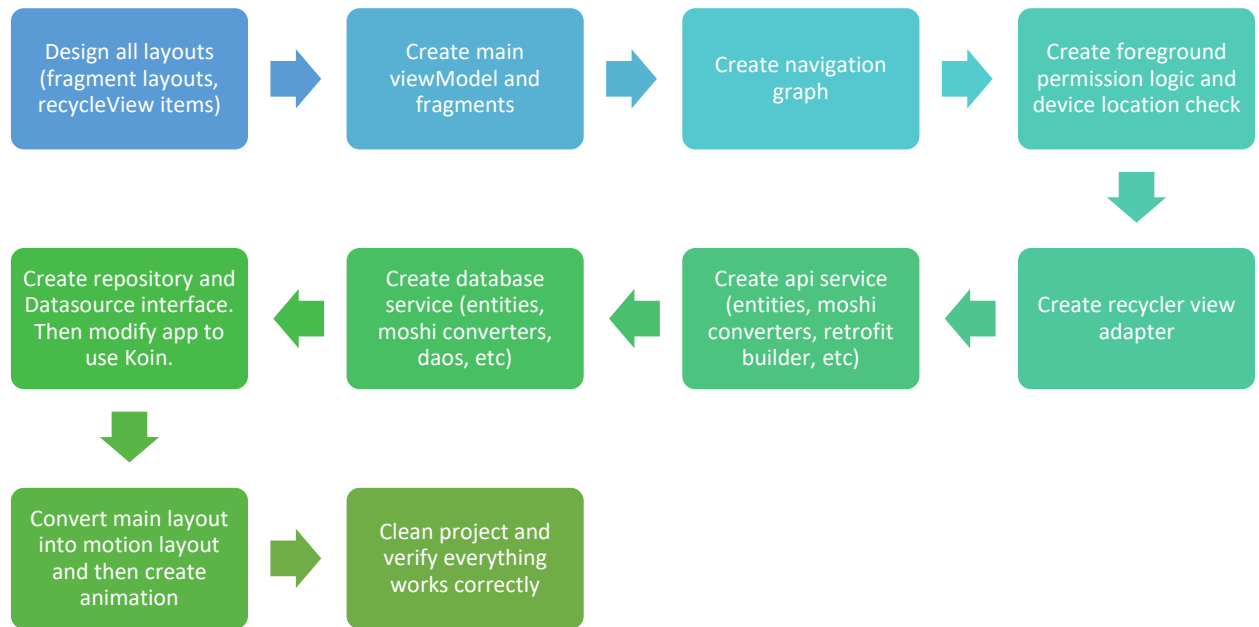 Design all layouts
(fragment layouts,
recycleView items)
Create main
viewModel and
fragments
Create navigation
graph
Create foreground
permission logic and
device location check
Create recycler view
adapter
Create api service
(entities, moshi
converters, retrofit
builder, etc)
Create database
service (entities,
moshi converters,
daos, etc)
Create repository and
Datasource interface.
Then modify app to
use Koin.
Convert main layout
into motion layout
and then create
animation
Clean project and
verify everything
works correctly